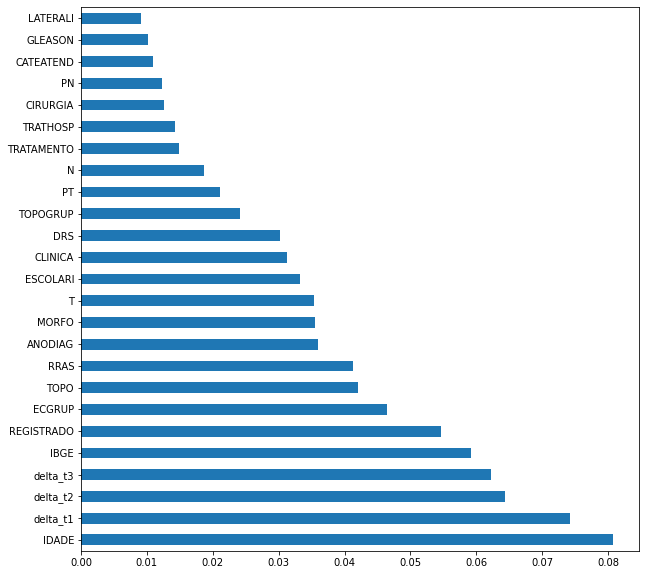 LATERALI
GLEASON
CATEATEND
PN
CIRURGIA
TRATHOSP
TRATAMENTO
N
PT
TOPOGRUP
DRS
CLINICA
ESCOLARI
T
MORFO
ANODIAG
RRAS
TOPO
ECGRUP
REGISTRADO
IBGE
delta_t3
delta_t2
delta_t1
IDADE
0.00 0.01 0.02 0.03 0.04 0.05 0.06 0.07 0.08